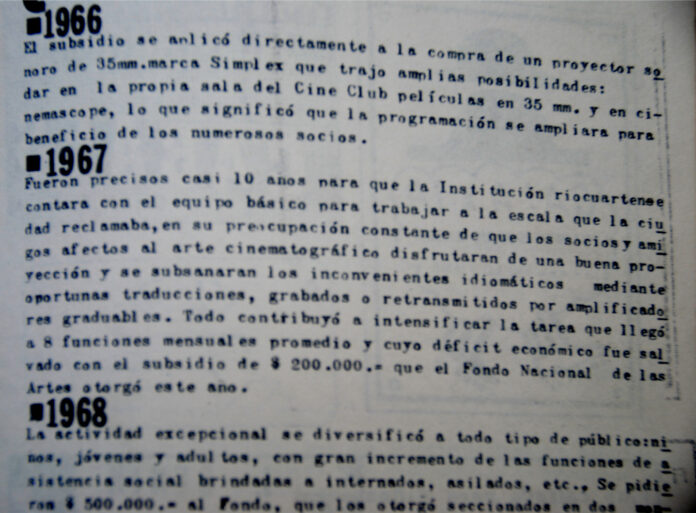 ■1966
El subsidio se aplicó directamente a la compra de un proyector so
noro de 35mm.marca Simplex que trajo amplias posibilidades:
dar en la propia sala del Cine Club películas en 35 mm. y en ci-
nemascope, lo que significó que la programación se ampliara para
beneficio de los numerosos socios.
■1967
Fueron precisos casi 10 años para que la Institución riocuartense
contara con el equipo básico para trabajar a la escala que la ciu
dad reclamaba,en su preocupación constante de que los socios y ami
gos afectos al arte cinematográfico disfrutaran de una buena pro-
yección y se subsanaran los inconvenientes idiomáticos mediante
oportunas traducciones, grabados o retransmitidos por amplificado
res graduables. Todo contribuyó a intensificar la tarea que llegó
a 8 funciones mensuales promedio y cuyo déficit económico fue sal
vado con el subsidio de $ 200.000.- que el Fondo Nacional de las
Artes otorgó este año.
■1968
La actividad excepcional se diversificó a todo tipo de público:ni
ños, jóvenes y adultos, con gran incremento de las funciones de a
sistencia social brindadas a internados, asilados, etc., Se pidie
ron $ 500.000.- al Fondo, que los otorgó seccionados en dos